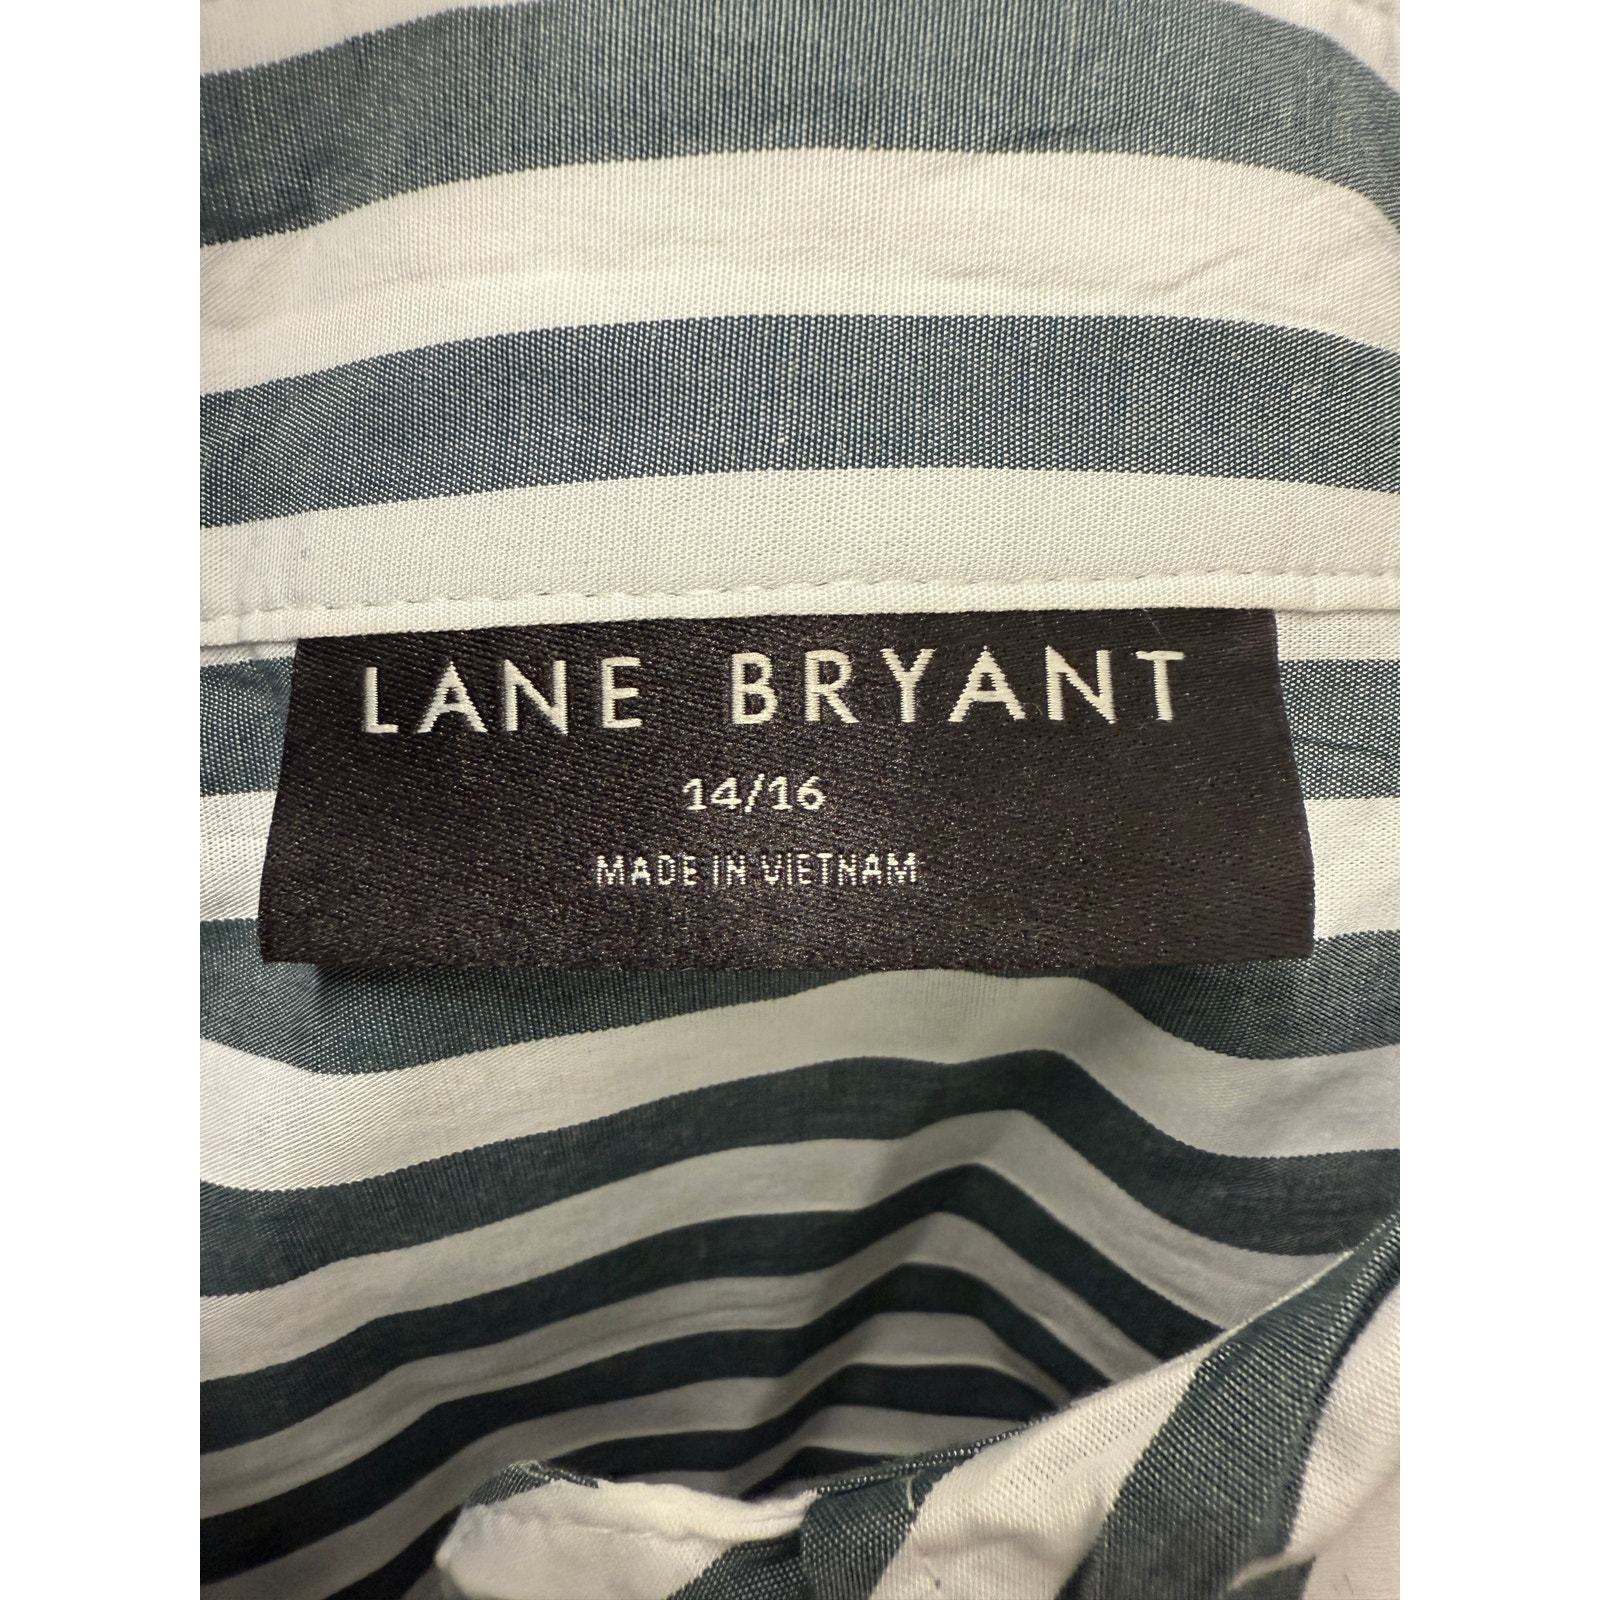 LANE BRYANT
14/16
MADE IN VIETNAM